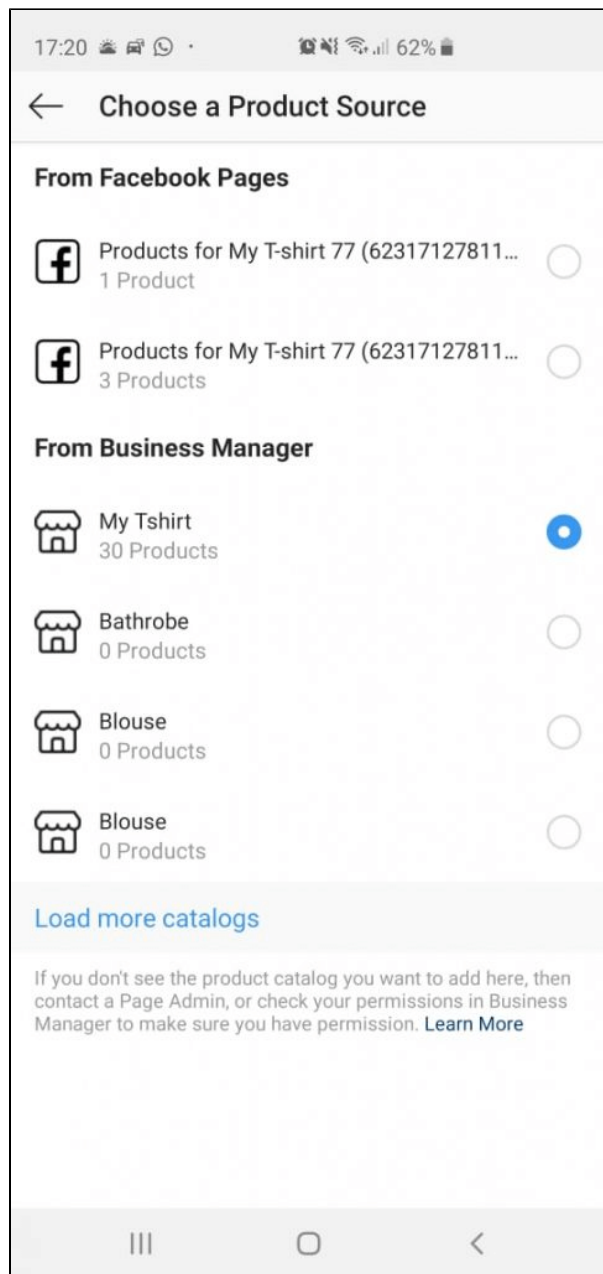 17:20 62%
Choose a Product Source
From Facebook Pages
Products for My T-shirt 77 (62317127811...
1 Product
Products for My T-shirt 77 (62317127811...
3 Products
From Business Manager
My Tshirt
30 Products
Bathrobe
0 Products
Blouse
0 Products
Blouse
0 Products
Load more catalogs
If you don't see the product catalog you want to add here, then
contact a Page Admin, or check your permissions in Business
Manager to make sure you have permission. Learn More